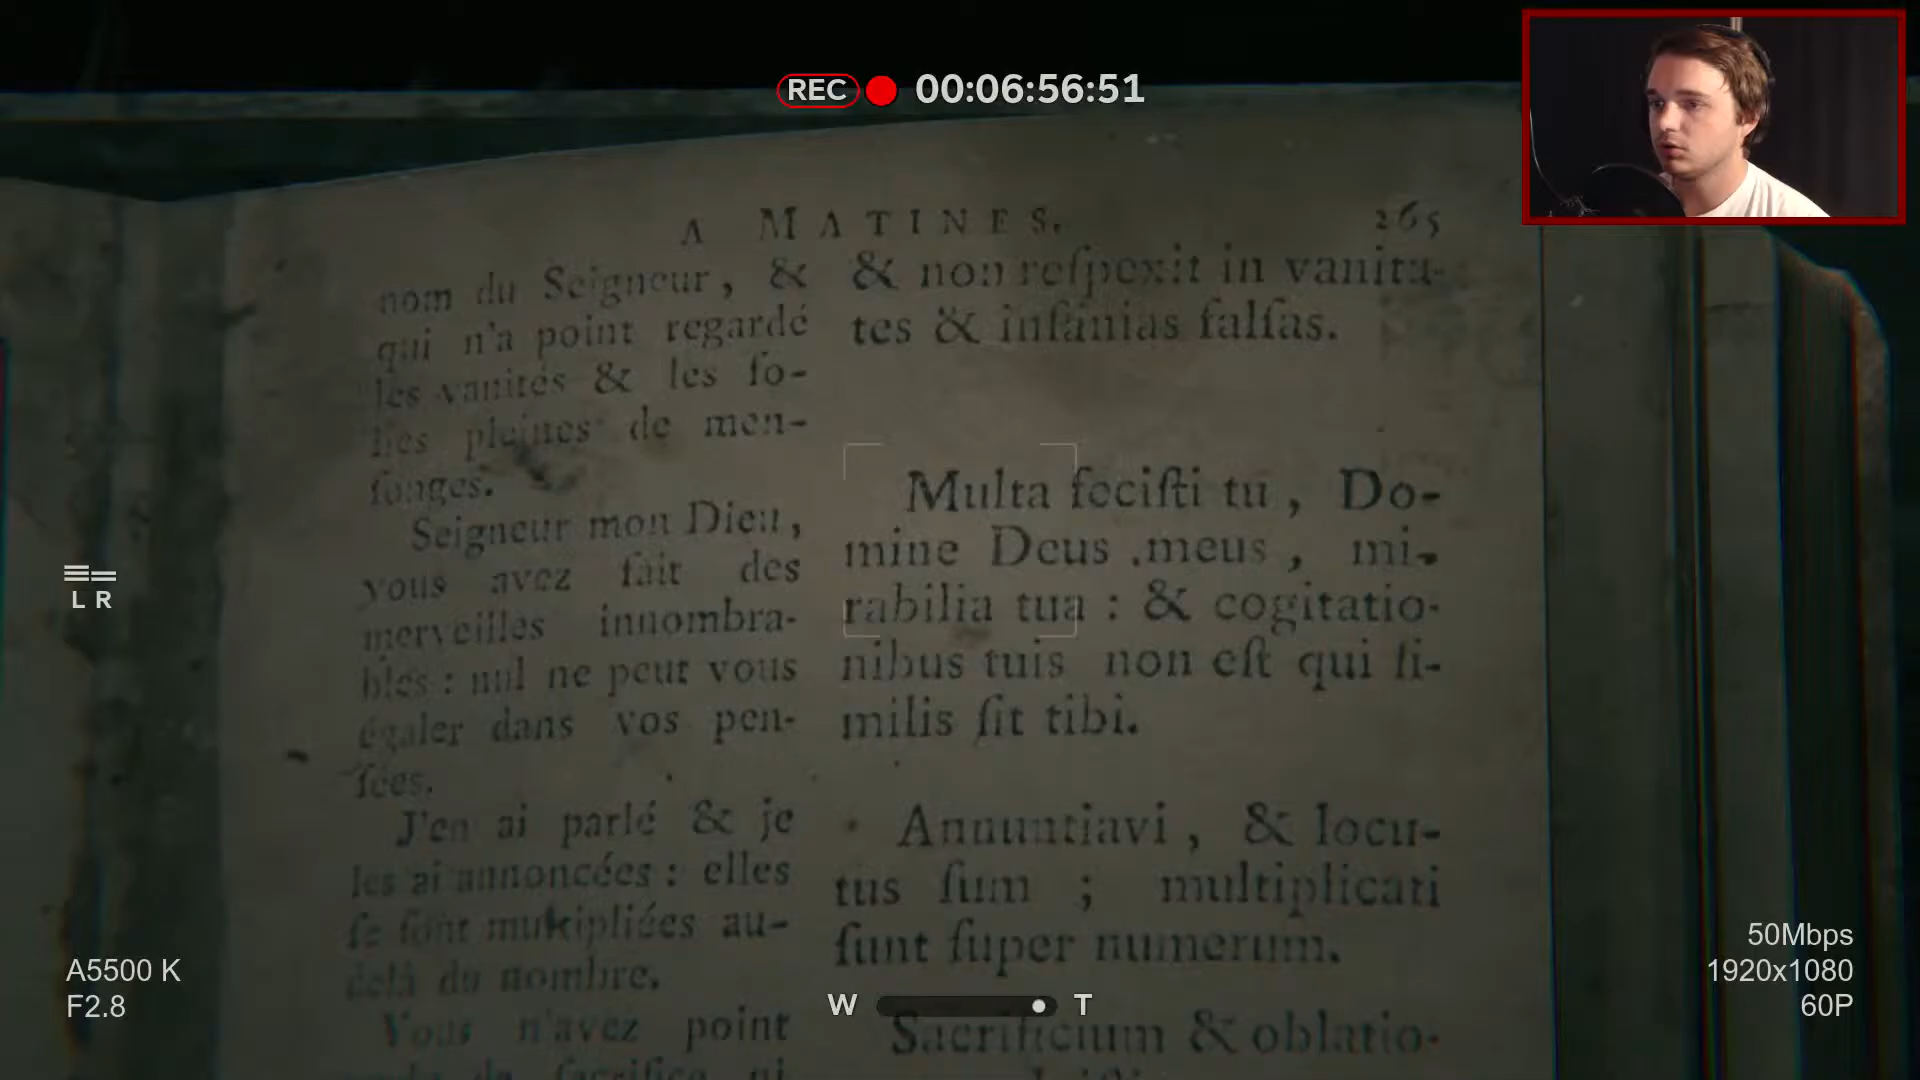 REC 00:06:56:51
A MATINES. 265
nom du Seigneur, &
qui n'a point regardé
les vanités & les fo-
lies pleines de men-
ſonges.
Seigneur mon Dieu,
vous avez fait des
merveilles innombra-
bles : nul ne peut vous
égaler dans vos pen-
ſées.
J'en ai parlé & je
les ai annoncées : elles
ſe ſont multipliées au-
delà du nombre.
Vous n'avez point
& non reſpexit in vanita-
tes & inſanias falſas.
Multa feciſti tu, Do-
mine Deus meus, mi-
rabilia tua : & cogitatio-
nibus tuis non eſt qui ſi-
milis ſit tibi.
Annuntiavi, & locu-
tus ſum ; multiplicati
ſunt ſuper numerum.
Sacrificium & oblatio-
L R
A5500 K
F2.8
W T
50Mbps
1920x1080
60P